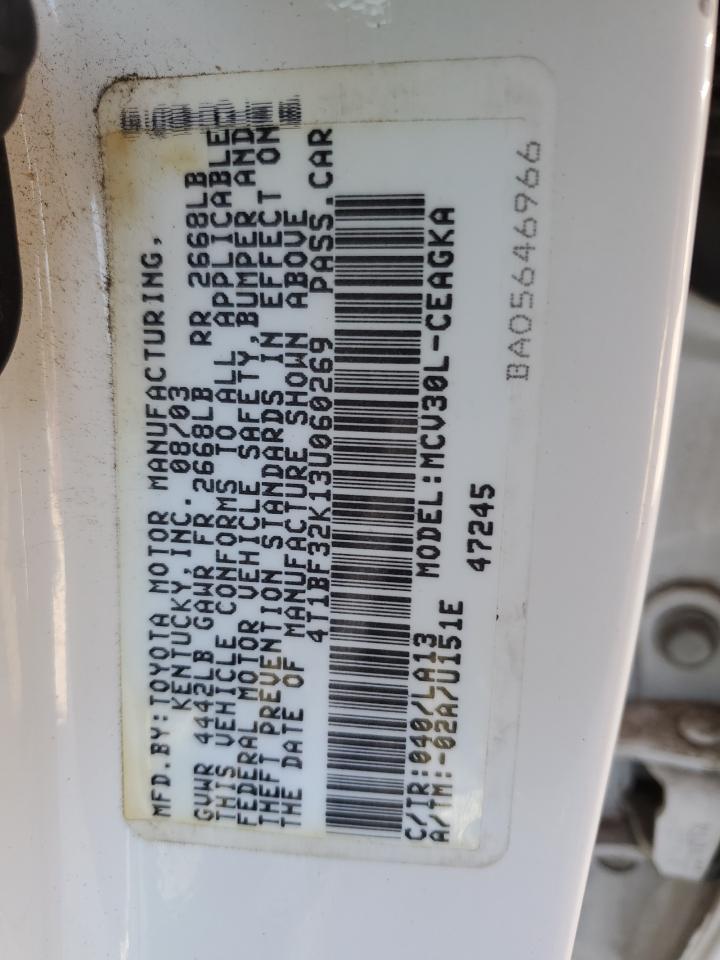 MFD.BY:TOYOTA MOTOR MANUFACTURING,
KENTUCKY,INC. 08/03
GVWR 4442LB GAWR FR 2668LB RR 2668LB
THIS VEHICLE CONFORMS TO ALL APPLICABLE
FEDERAL MOTOR VEHICLE SAFETY,BUMPER AND
THEFT PREVENTION STANDARDS IN EFFECT ON
THE DATE OF MANUFACTURE SHOWN ABOVE
4T1BF32K13U060269 PASS.CAR
C/TR:040/LA13 MODEL:MCV30L-CEAGKA
A/TM:-02A/U151E 47245
BA05646966